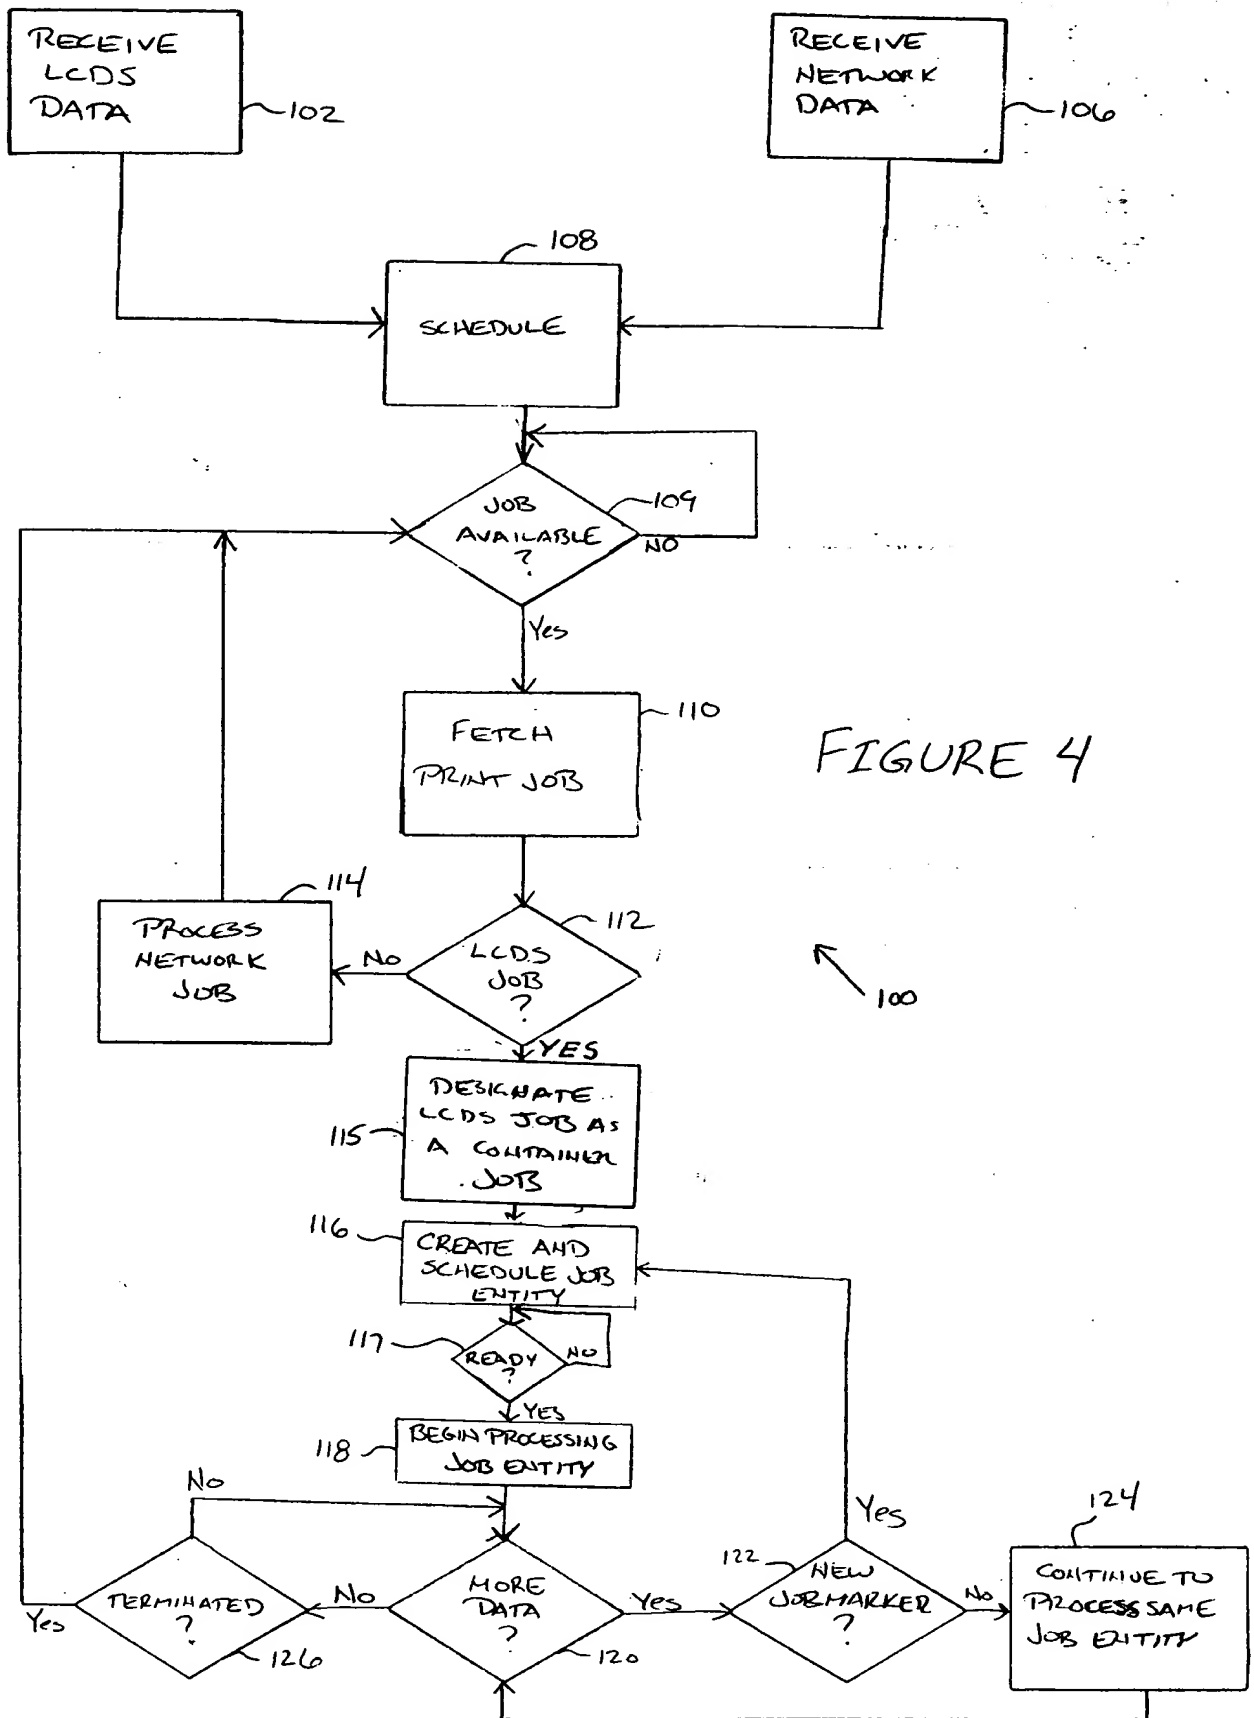 RECEIVE
LCDS
DATA
102
RECEIVE
NETWORK
DATA
106
108
SCHEDULE
109
JOB
AVAILABLE
?
NO
Yes
110
FETCH
PRINT JOB
FIGURE 4
114
PROCESS
NETWORK
JOB
No
112
LCDS
JOB
?
100
YES
DESIGNATE
LCDS JOB AS
A CONTAINER
JOB
115
116
CREATE AND
SCHEDULE JOB
ENTITY
117
READY
?
NO
YES
118
BEGIN PROCESSING
JOB ENTITY
No
TERMINATED
?
Yes
126
No
MORE
DATA
?
120
Yes
122
NEW
JOBMARKER
?
Yes
No
124
CONTINUE TO
PROCESS SAME
JOB ENTITY